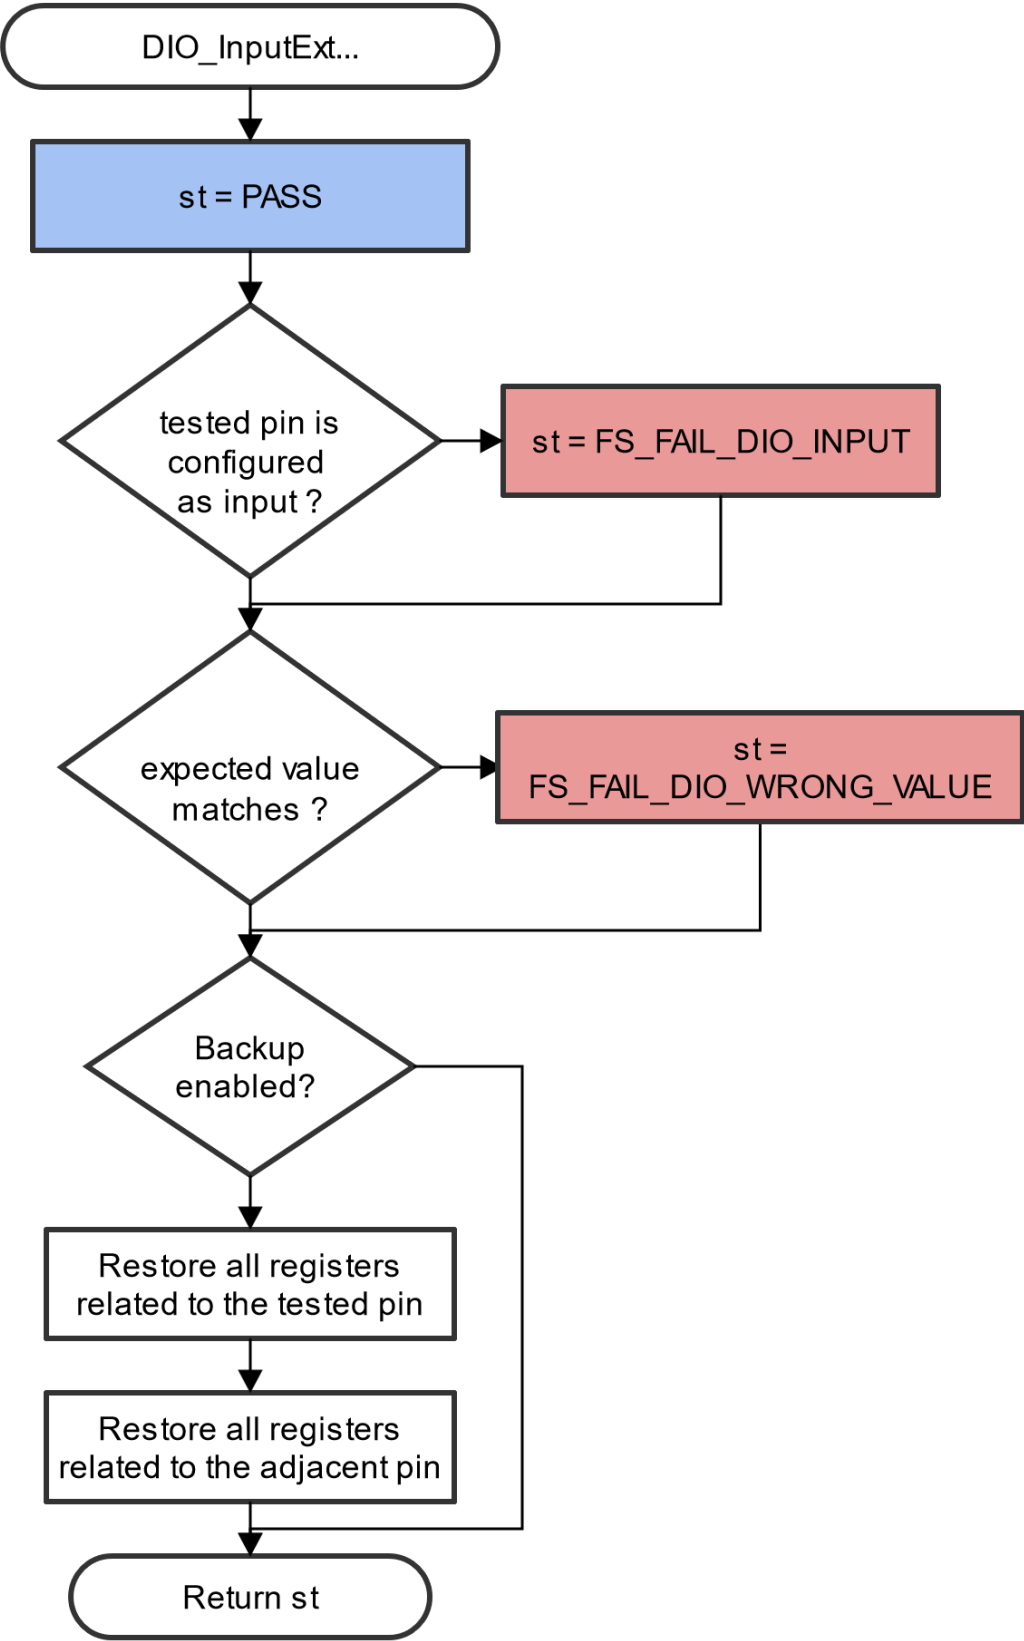 DIO_InputExt...
st = PASS
tested pin is
configured
as input ?
st = FS_FAIL_DIO_INPUT
expected value
matches ?
st =
FS_FAIL_DIO_WRONG_VALUE
Backup
enabled?
Restore all registers
related to the tested pin
Restore all registers
related to the adjacent pin
Return st